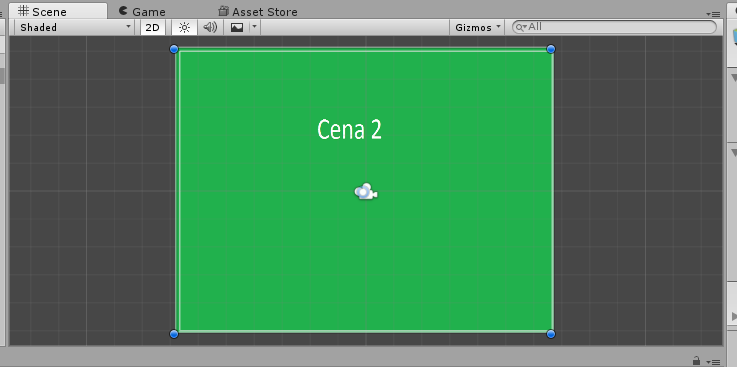 Scene Game Asset Store
Shaded 2D Gizmos All
Cena 2